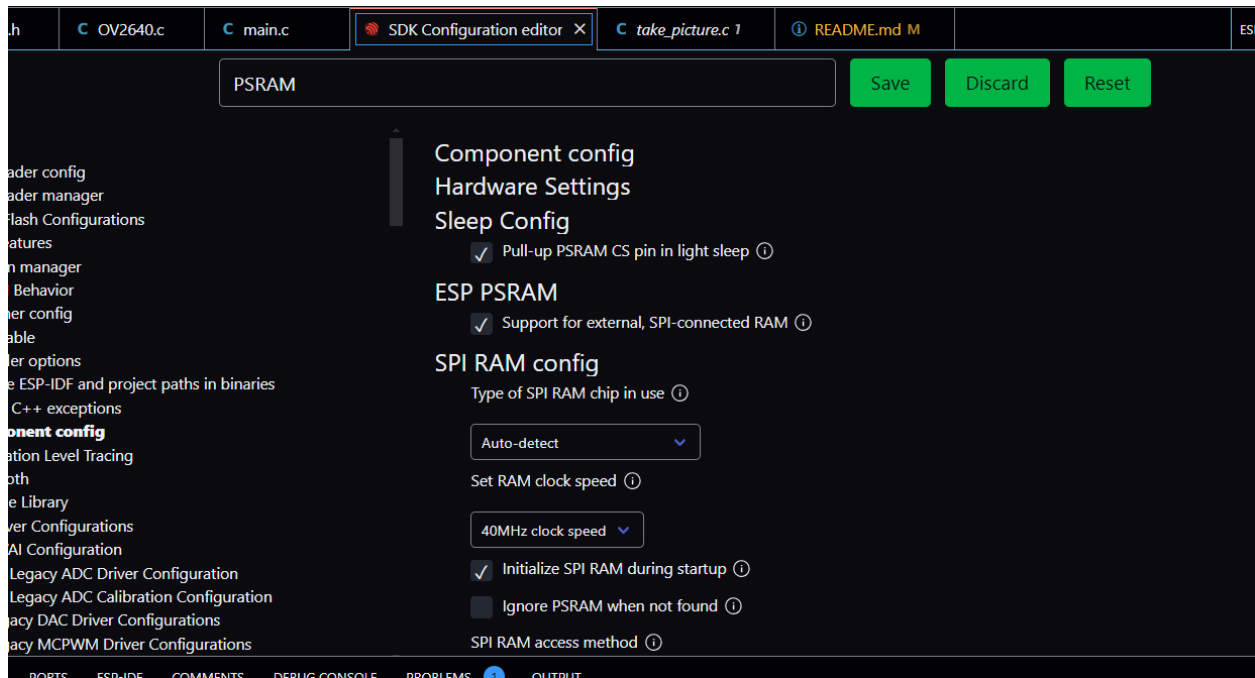 .h C OV2640.c C main.c SDK Configuration editor × C take_picture.c 1 README.md M ES
PSRAM Save Discard Reset
ader config
ader manager
Flash Configurations
atures
n manager
Behavior
er config
able
ler options
e ESP-IDF and project paths in binaries
C++ exceptions
onent config
ation Level Tracing
oth
e Library
ver Configurations
TAI Configuration
Legacy ADC Driver Configuration
Legacy ADC Calibration Configuration
acy DAC Driver Configurations
acy MCPWM Driver Configurations
Component config
Hardware Settings
Sleep Config
Pull-up PSRAM CS pin in light sleep
ESP PSRAM
Support for external, SPI-connected RAM
SPI RAM config
Type of SPI RAM chip in use
Auto-detect
Set RAM clock speed
40MHz clock speed
Initialize SPI RAM during startup
Ignore PSRAM when not found
SPI RAM access method
PORTS ESP-IDF COMMENTS DEBUG CONSOLE PROBLEMS 1 OUTPUT